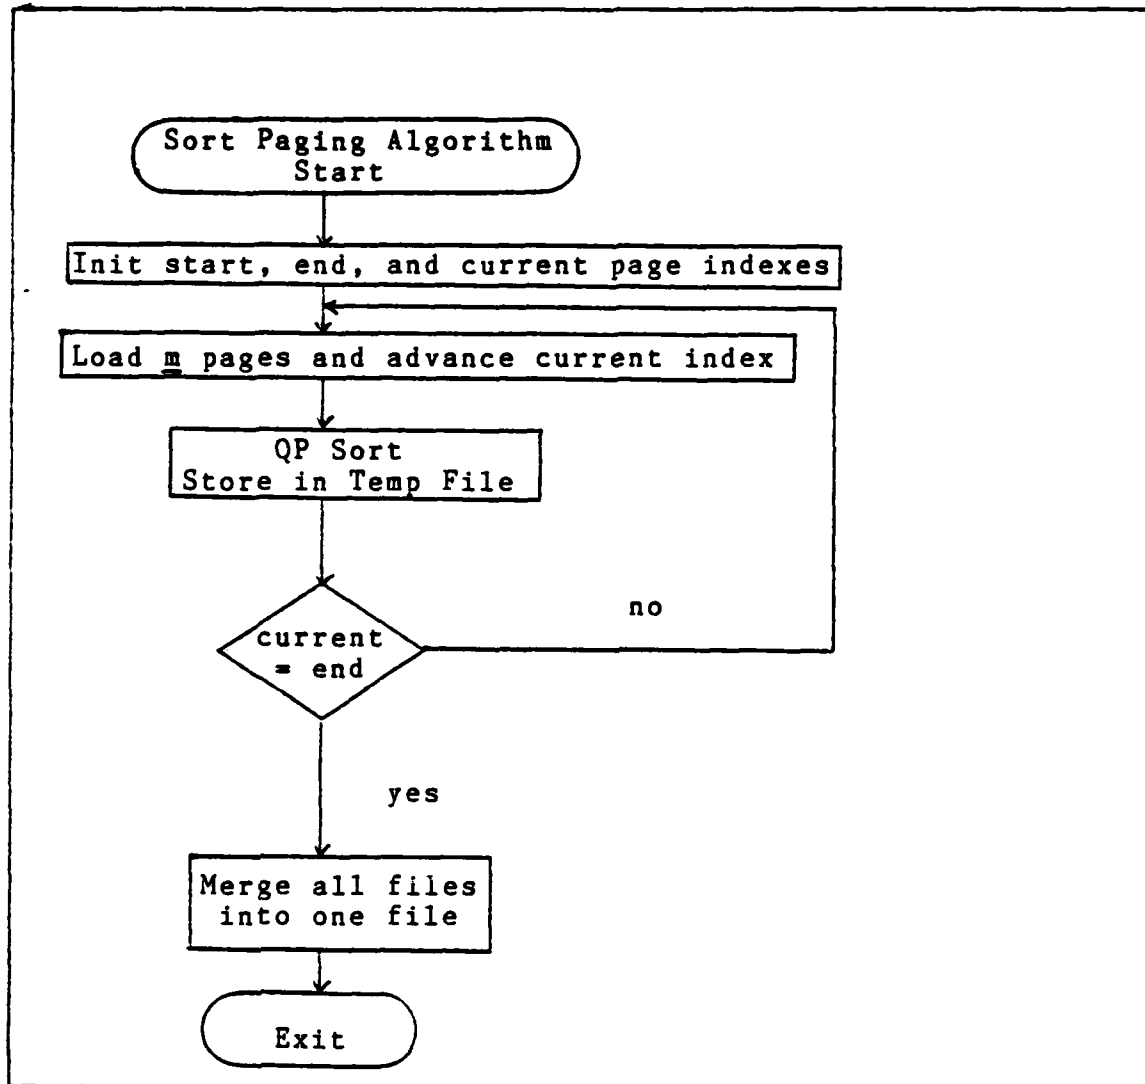 Sort Paging Algorithm
Start
Init start, end, and current page indexes
Load m pages and advance current index
QP Sort
Store in Temp File
no
current
= end
yes
Merge all files
into one file
Exit